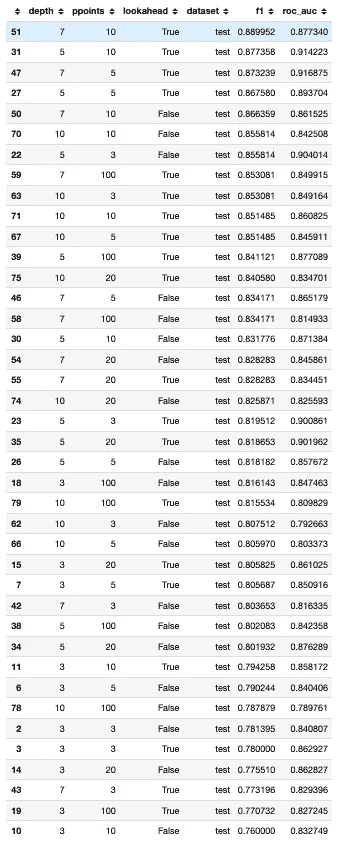 depth ppoints lookahead dataset f1 roc_auc
51 7 10 True test 0.889952 0.877340
31 5 10 True test 0.877358 0.914223
47 7 5 True test 0.873239 0.916875
27 5 5 True test 0.867580 0.893704
50 7 10 False test 0.866359 0.861525
70 10 10 False test 0.855814 0.842508
22 5 3 False test 0.855814 0.904014
59 7 100 True test 0.853081 0.849915
63 10 3 True test 0.853081 0.849164
71 10 10 True test 0.851485 0.860825
67 10 5 True test 0.851485 0.845911
39 5 100 True test 0.841121 0.877089
75 10 20 True test 0.840580 0.834701
46 7 5 False test 0.834171 0.865179
58 7 100 False test 0.834171 0.814933
30 5 10 False test 0.831776 0.871384
54 7 20 False test 0.828283 0.845861
55 7 20 True test 0.828283 0.834451
74 10 20 False test 0.825871 0.825593
23 5 3 True test 0.819512 0.900861
35 5 20 True test 0.818653 0.901962
26 5 5 False test 0.818182 0.857672
18 3 100 False test 0.816143 0.847463
79 10 100 True test 0.815534 0.809829
62 10 3 False test 0.807512 0.792663
66 10 5 False test 0.805970 0.803373
15 3 20 True test 0.805825 0.861025
7 3 5 True test 0.805687 0.850916
42 7 3 False test 0.803653 0.816335
38 5 100 False test 0.802083 0.842358
34 5 20 False test 0.801932 0.876289
11 3 10 True test 0.794258 0.858172
6 3 5 False test 0.790244 0.840406
78 10 100 False test 0.787879 0.789761
2 3 3 False test 0.781395 0.840807
3 3 3 True test 0.780000 0.862927
14 3 20 False test 0.775510 0.862827
43 7 3 True test 0.773196 0.829396
19 3 100 True test 0.770732 0.827245
10 3 10 False test 0.760000 0.832749